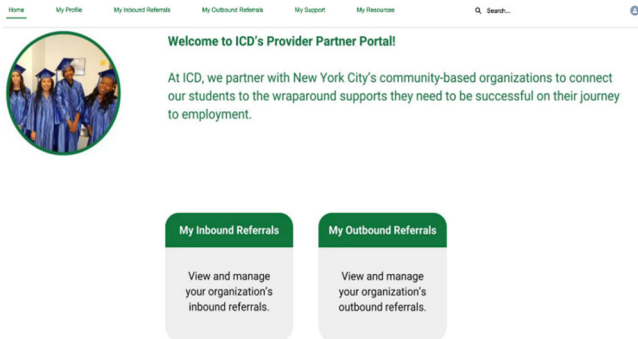 Home My Profile My Inbound Referrals My Outbound Referrals My Support My Resources Search...
Welcome to ICD's Provider Partner Portal!
At ICD, we partner with New York City's community-based organizations to connect
our students to the wraparound supports they need to be successful on their journey
to employment.
My Inbound Referrals
View and manage
your organization's
inbound referrals.
My Outbound Referrals
View and manage
your organization's
outbound referrals.